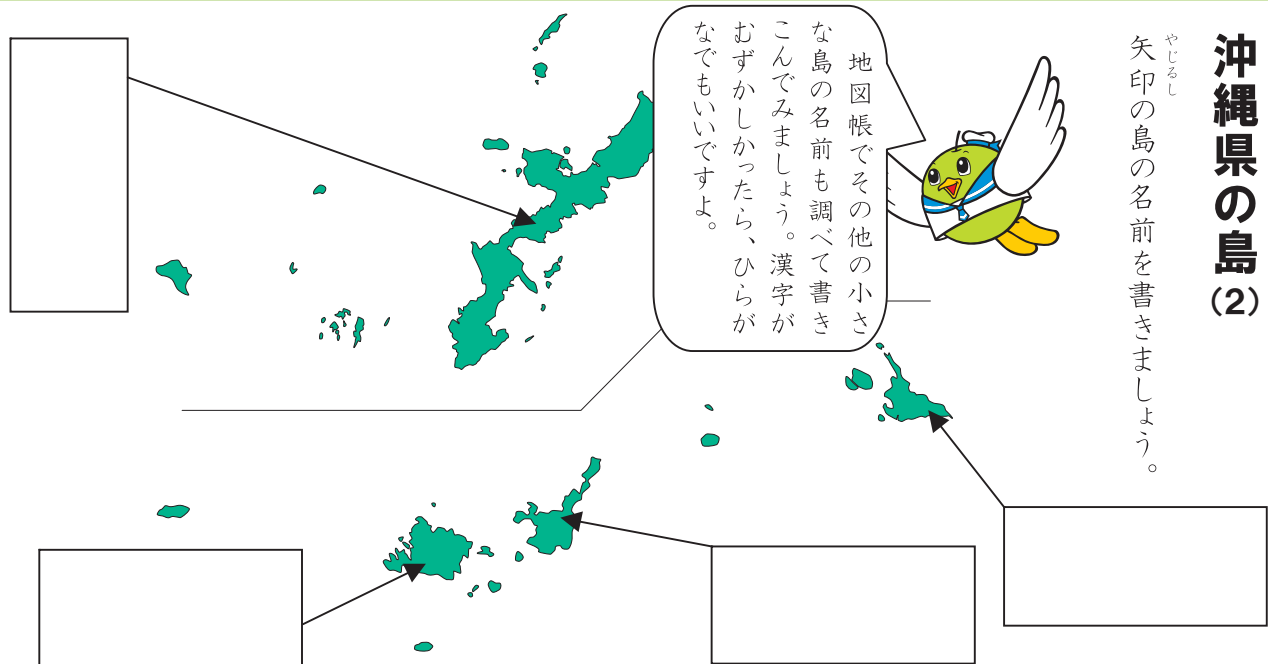 沖縄県の島(2)
やじるし
矢印の島の名前を書きましょう。
地図帳でその他の小さ
な島の名前も調べて書き
こんでみましょう。漢字が
むずかしかったら、ひらが
なでもいいですよ。